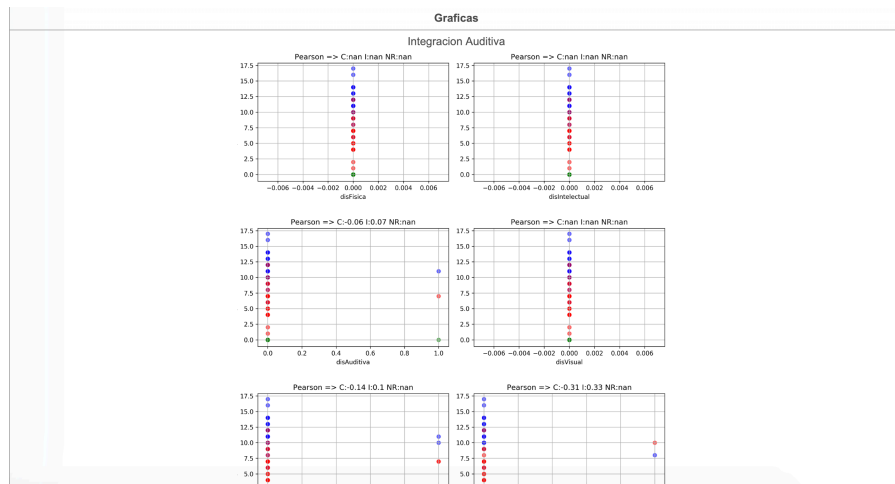 Graficas
Integracion Auditiva
Pearson => C:nan I:nan NR:nan
Pearson => C:nan I:nan NR:nan
17.5
15.0
12.5
10.0
7.5
5.0
2.5
0.0
−0.006 −0.004 −0.002 0.000 0.002 0.004 0.006
disFisica
17.5
15.0
12.5
10.0
7.5
5.0
2.5
0.0
−0.006 −0.004 −0.002 0.000 0.002 0.004 0.006
disIntelectual
Pearson => C:-0.06 I:0.07 NR:nan
Pearson => C:nan I:nan NR:nan
17.5
15.0
12.5
10.0
7.5
5.0
2.5
0.0
0.0 0.2 0.4 0.6 0.8 1.0
disAuditiva
17.5
15.0
12.5
10.0
7.5
5.0
2.5
0.0
−0.006 −0.004 −0.002 0.000 0.002 0.004 0.006
disVisual
Pearson => C:-0.14 I:0.1 NR:nan
Pearson => C:-0.31 I:0.33 NR:nan
17.5
15.0
12.5
10.0
7.5
5.0
17.5
15.0
12.5
10.0
7.5
5.0